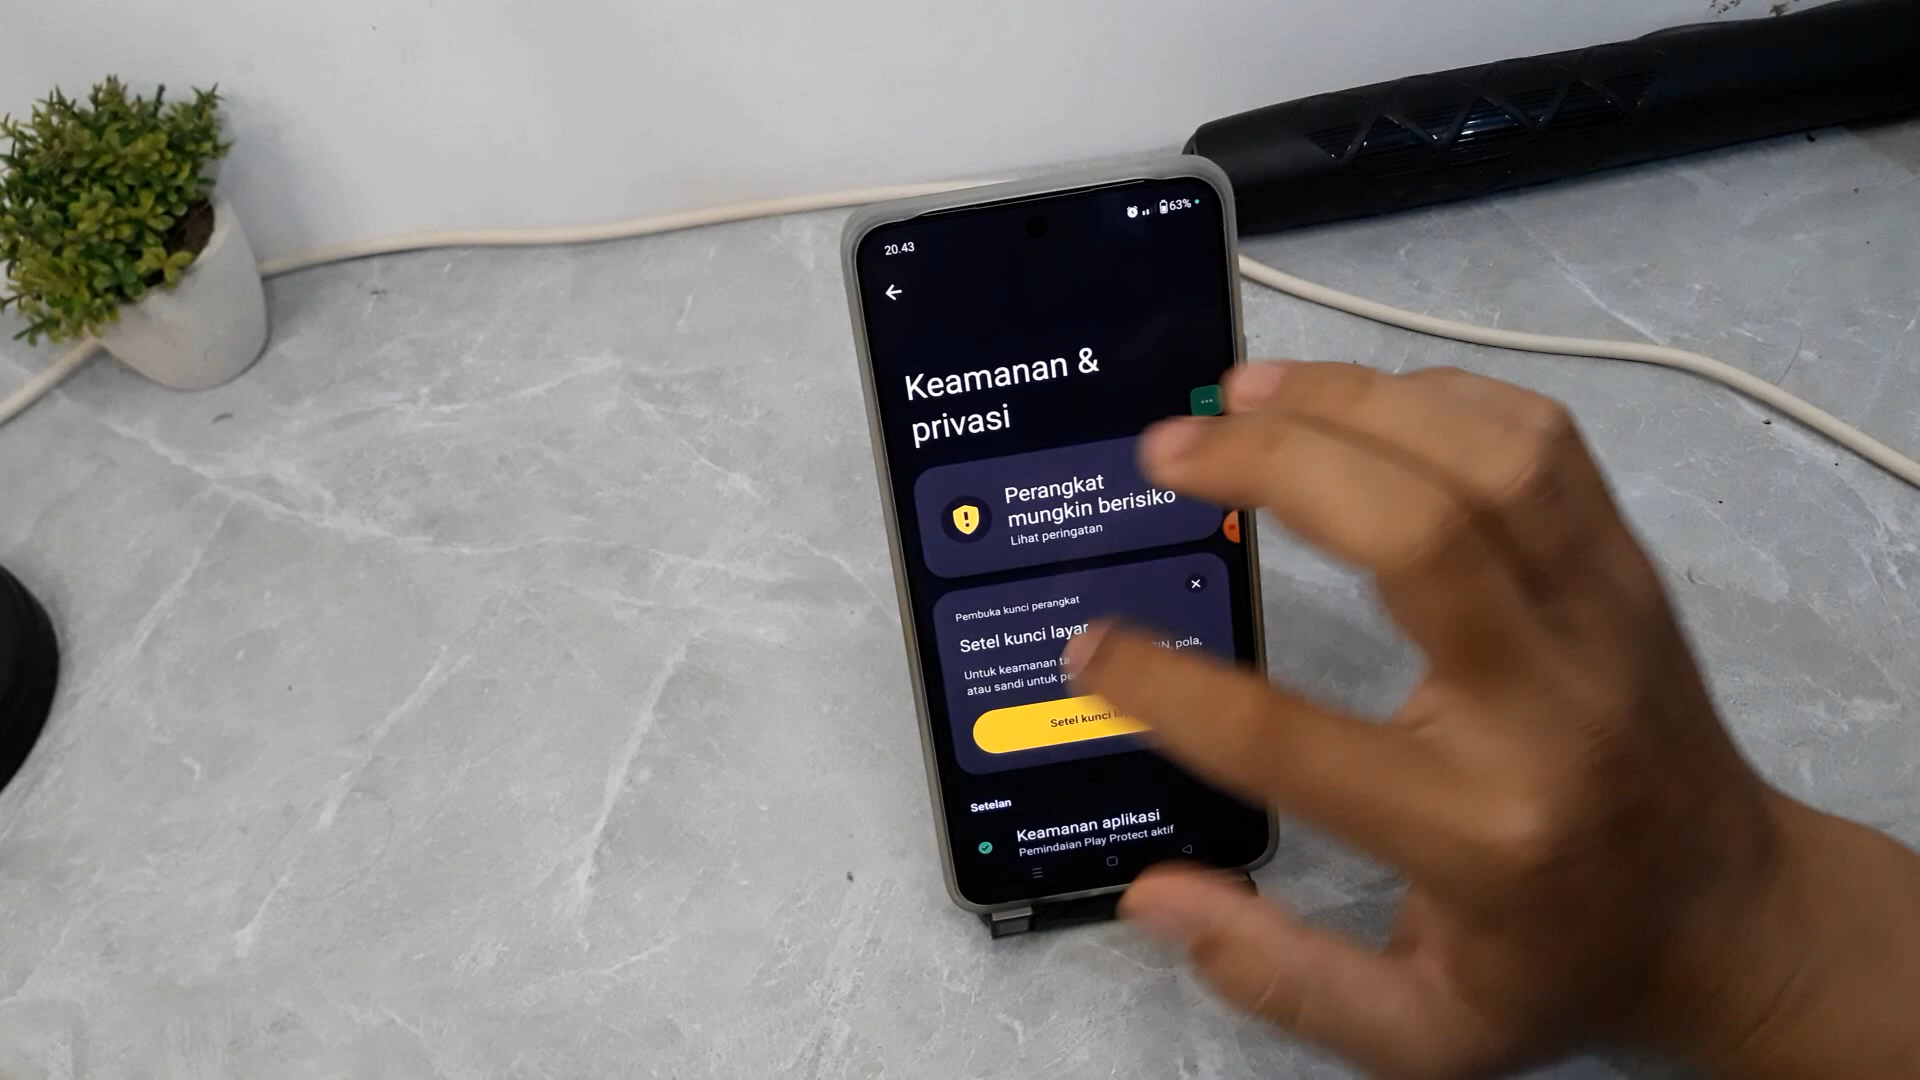 20.43
63%
Keamanan &
privasi
Perangkat
mungkin berisiko
Lihat peringatan
Pembuka kunci perangkat
Setel kunci layar
Untuk keamanan pola,
atau sandi untuk
Setel kunci
Setelan
Keamanan aplikasi
Pemindaian Play Protect aktif